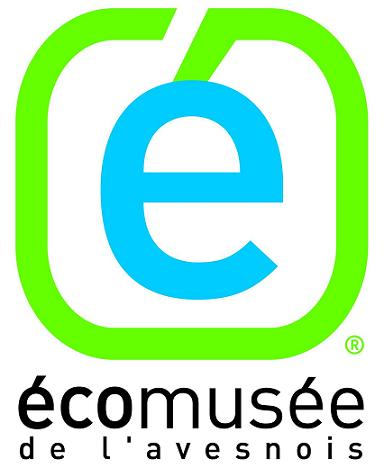 é
®
écomusée
de l'avesnois